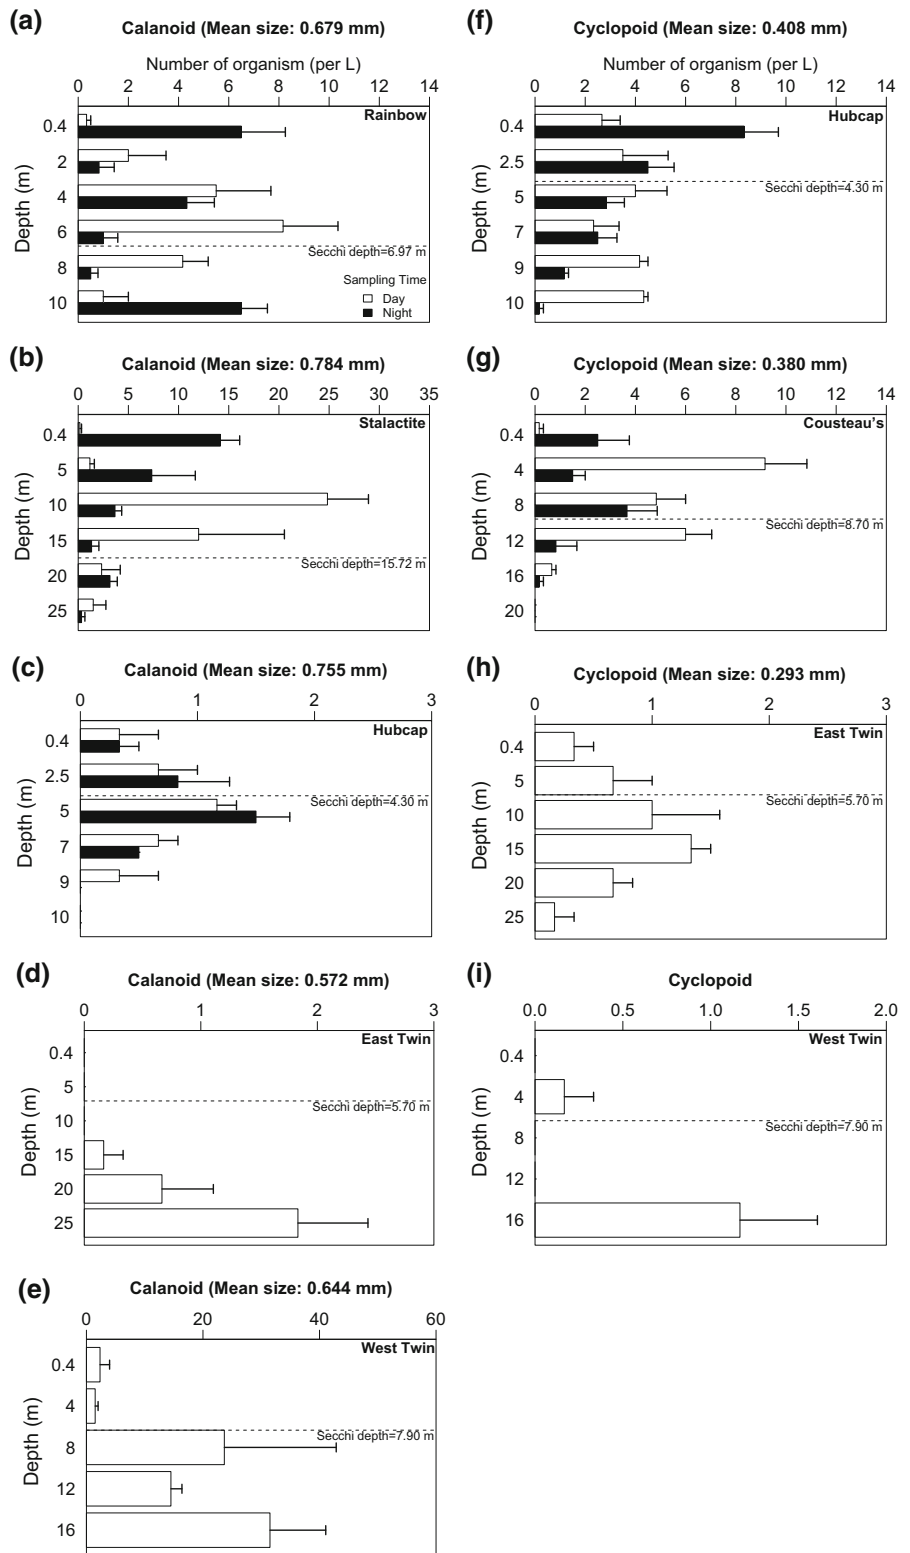 (a)
Calanoid (Mean size: 0.679 mm)
Number of organism (per L)
0 2 4 6 8 10 12 14
Rainbow
Depth (m)
0.4
2
4
6
8
10
Secchi depth=6.97 m
Sampling Time
Day
Night
(b)
Calanoid (Mean size: 0.784 mm)
0 5 10 15 20 25 30 35
Stalactite
Depth (m)
0.4
5
10
15
20
25
Secchi depth=15.72 m
(c)
Calanoid (Mean size: 0.755 mm)
0 1 2 3
Hubcap
Depth (m)
0.4
2.5
5
7
9
10
Secchi depth=4.30 m
(d)
Calanoid (Mean size: 0.572 mm)
0 1 2 3
East Twin
Depth (m)
0.4
5
10
15
20
25
Secchi depth=5.70 m
(e)
Calanoid (Mean size: 0.644 mm)
0 20 40 60
West Twin
Depth (m)
0.4
4
8
12
16
Secchi depth=7.90 m
(f)
Cyclopoid (Mean size: 0.408 mm)
Number of organism (per L)
0 2 4 6 8 10 12 14
Hubcap
Depth (m)
0.4
2.5
5
7
9
10
Secchi depth=4.30 m
(g)
Cyclopoid (Mean size: 0.380 mm)
0 2 4 6 8 10 12 14
Cousteau's
Depth (m)
0.4
4
8
12
16
20
Secchi depth=8.70 m
(h)
Cyclopoid (Mean size: 0.293 mm)
0 1 2 3
East Twin
Depth (m)
0.4
5
10
15
20
25
Secchi depth=5.70 m
(i)
Cyclopoid
0.0 0.5 1.0 1.5 2.0
West Twin
Depth (m)
0.4
4
8
12
16
Secchi depth=7.90 m